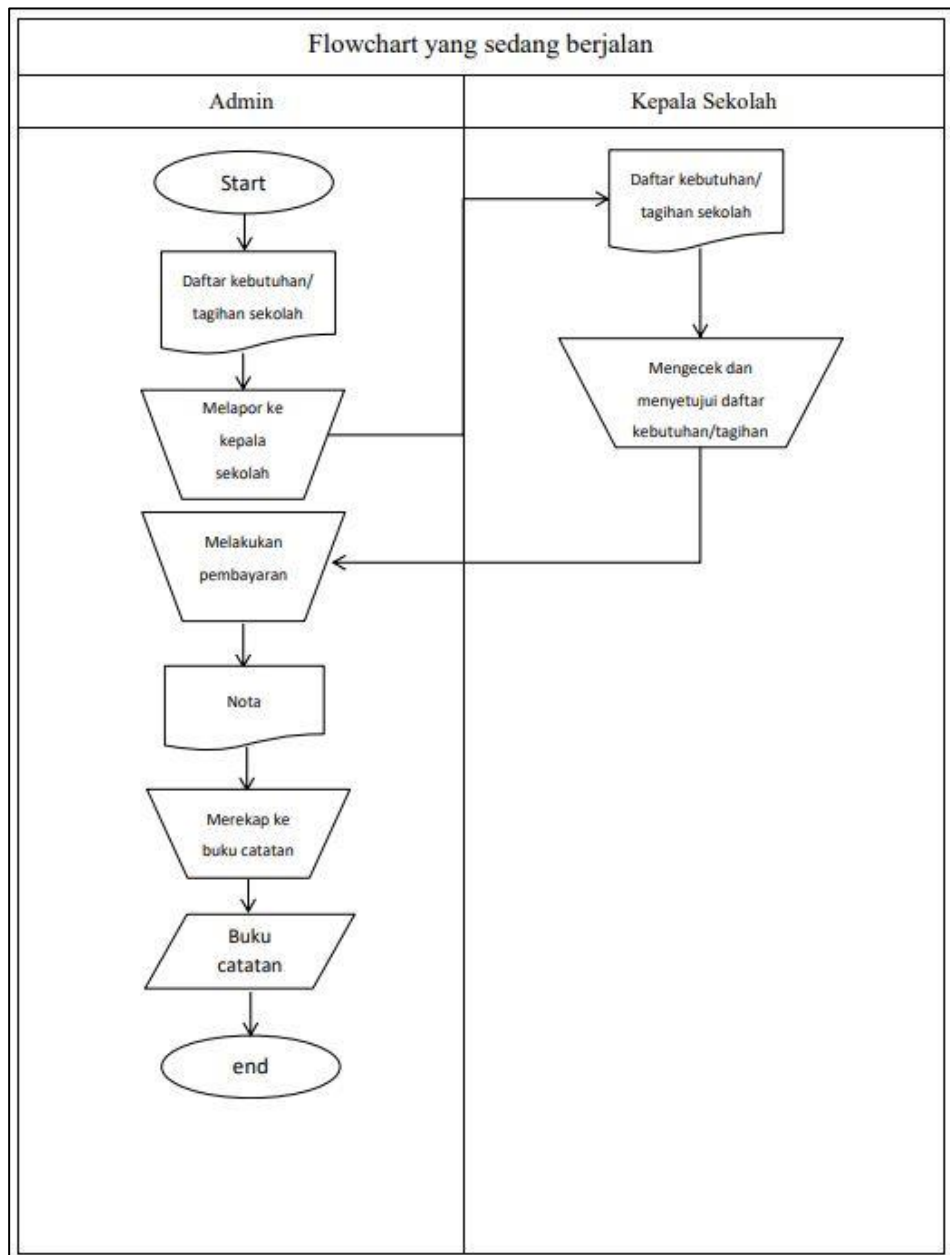 Flowchart yang sedang berjalan
Admin
Kepala Sekolah
Start
Daftar kebutuhan/
tagihan sekolah
Melapor ke
kepala
sekolah
Daftar kebutuhan/
tagihan sekolah
Mengecek dan
menyetujui daftar
kebutuhan/tagihan
Melakukan
pembayaran
Nota
Merekap ke
buku catatan
Buku
catatan
end